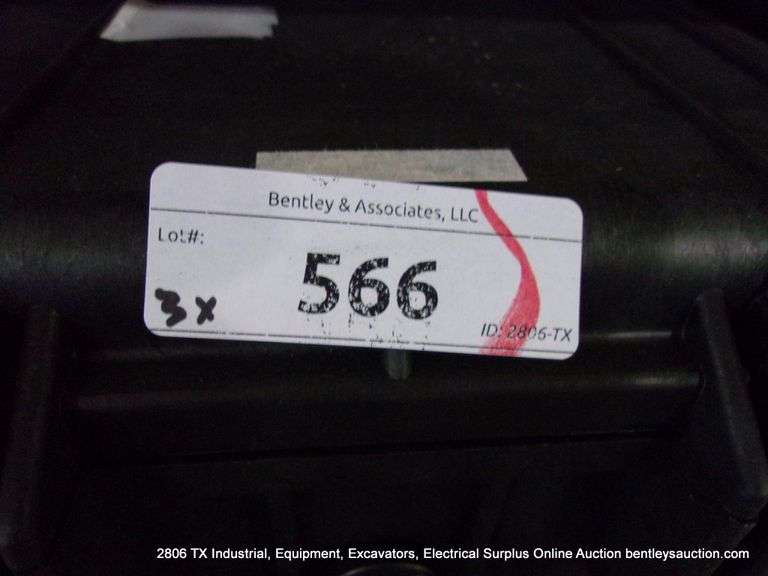 Bentley & Associates, LLC
Lot#:
566
3x
ID: 2806-TX
2806 TX Industrial, Equipment, Excavators, Electrical Surplus Online Auction bentleysauction.com